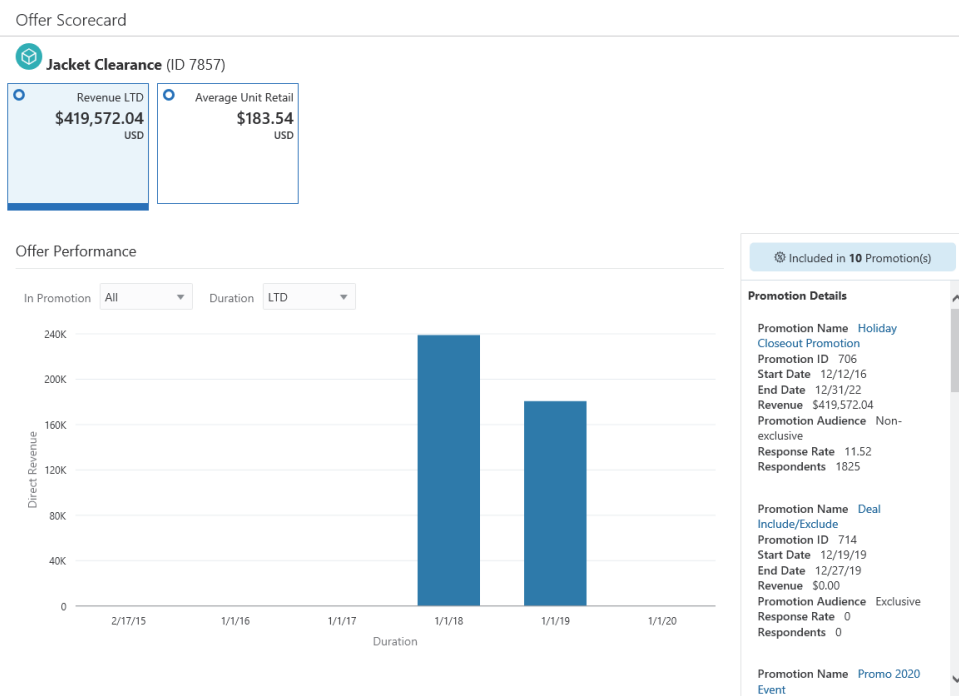 Offer Scorecard
Jacket Clearance (ID 7857)
Revenue LTD
$419,572.04
USD
Average Unit Retail
$183.54
USD
Offer Performance
In Promotion All
Duration LTD
240K
200K
160K
120K
80K
40K
0
Direct Revenue
2/17/15 1/1/16 1/1/17 1/1/18 1/1/19 1/1/20
Duration
Included in 10 Promotion(s)
Promotion Details
Promotion Name Holiday
Closeout Promotion
Promotion ID 706
Start Date 12/12/16
End Date 12/31/22
Revenue $419,572.04
Promotion Audience Non-
exclusive
Response Rate 11.52
Respondents 1825
Promotion Name Deal
Include/Exclude
Promotion ID 714
Start Date 12/19/19
End Date 12/27/19
Revenue $0.00
Promotion Audience Exclusive
Response Rate 0
Respondents 0
Promotion Name Promo 2020
Event